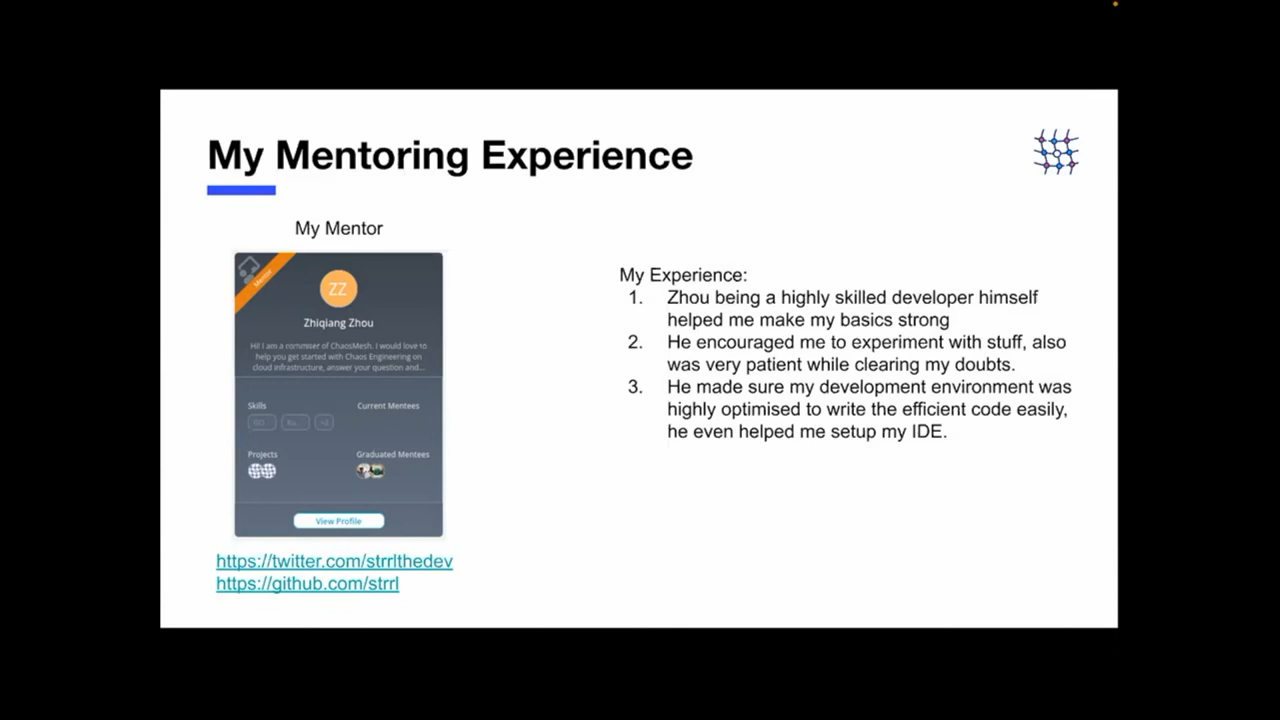 My Mentoring Experience
My Mentor
Mentor
ZZ
Zhiqiang Zhou
Hi! I am a commiser of ChaosMesh. I would love to
help you get started with Chaos Engineering on
cloud infrastructure, answer your question and...
Skills
Current Mentees
GO
Ru...
+4
Projects
Graduated Mentees
View Profile
https://twitter.com/strrlthedev
https://github.com/strrl
My Experience:
1. Zhou being a highly skilled developer himself
helped me make my basics strong
2. He encouraged me to experiment with stuff, also
was very patient while clearing my doubts.
3. He made sure my development environment was
highly optimised to write the efficient code easily,
he even helped me setup my IDE.